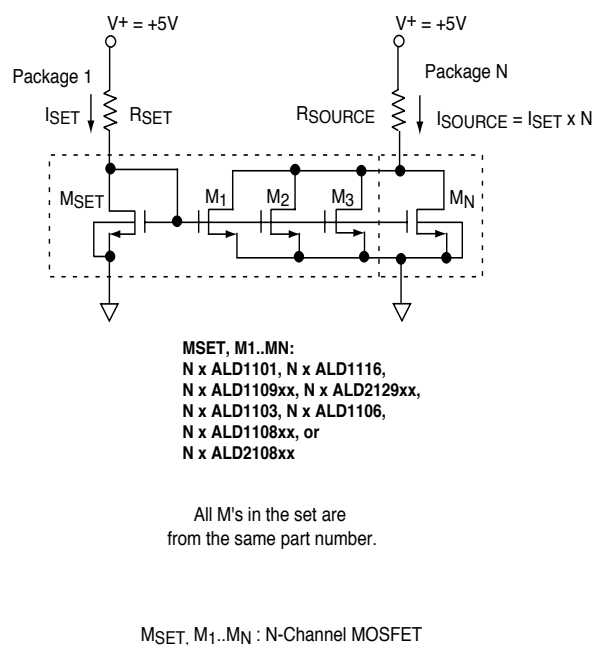 V+ = +5V
V+ = +5V
Package 1
Package N
ISET
RSET
RSOURCE
ISOURCE = ISET x N
MSET
M1
M2
M3
MN
MSET, M1..MN:
N x ALD1101, N x ALD1116,
N x ALD1109xx, N x ALD2129xx,
N x ALD1103, N x ALD1106,
N x ALD1108xx, or
N x ALD2108xx
All M's in the set are
from the same part number.
MSET, M1..MN : N-Channel MOSFET